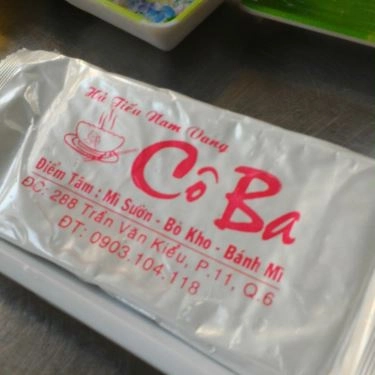 Hủ Tiếu Nam Vang
Cô Ba
Điểm Tâm : Mì Sườn - Bò Kho - Bánh Mì
ĐC: 288 Trần Văn Kiểu, P.11, Q.6
ĐT: 0903.104.118